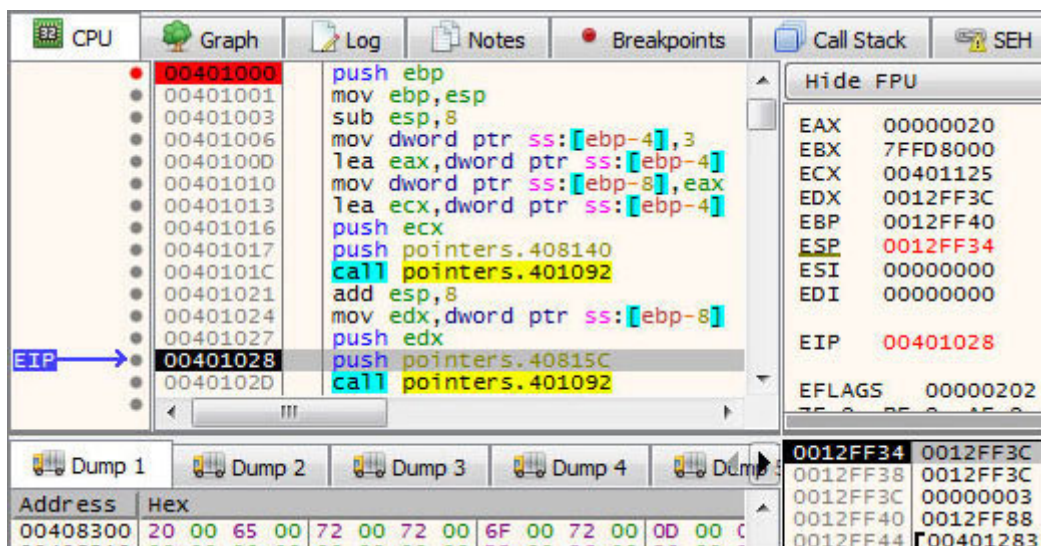 CPU Graph Log Notes Breakpoints Call Stack SEH
00401000 push ebp
00401001 mov ebp,esp
00401003 sub esp,8
00401006 mov dword ptr ss:[ebp-4],3
0040100D lea eax,dword ptr ss:[ebp-4]
00401010 mov dword ptr ss:[ebp-8],eax
00401013 lea ecx,dword ptr ss:[ebp-4]
00401016 push ecx
00401017 push pointers.408140
0040101C call pointers.401092
00401021 add esp,8
00401024 mov edx,dword ptr ss:[ebp-8]
00401027 push edx
EIP 00401028 push pointers.40815C
0040102D call pointers.401092
Hide FPU
EAX 00000020
EBX 7FFD8000
ECX 00401125
EDX 0012FF3C
EBP 0012FF40
ESP 0012FF34
ESI 00000000
EDI 00000000
EIP 00401028
EFLAGS 00000202
Dump 1 Dump 2 Dump 3 Dump 4
Address Hex
00408300 20 00 65 00 72 00 72 00 6F 00 72 00 0D 00
0012FF34 0012FF3C
0012FF38 0012FF3C
0012FF3C 00000003
0012FF40 0012FF88
0012FF44 00401283